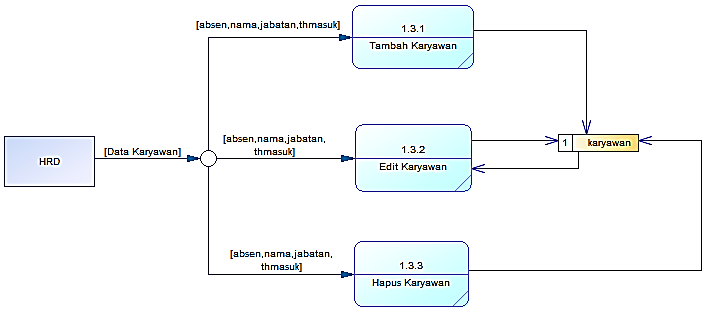 [absen,nama,jabatan,thmasuk]
1.3.1
Tambah Karyawan
HRD
[Data Karyawan]
[absen,nama,jabatan,
thmasuk]
1.3.2
Edit Karyawan
1 karyawan
[absen,nama,jabatan,
thmasuk]
1.3.3
Hapus Karyawan